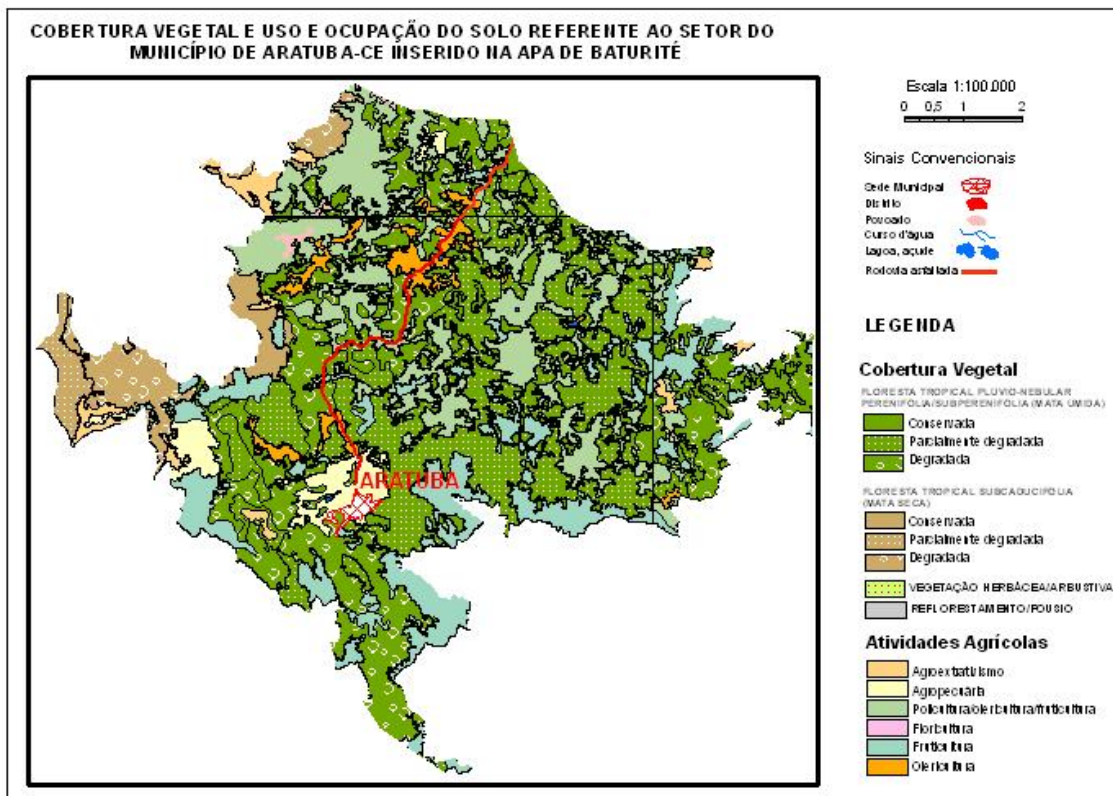 COBERTURA VEGETAL E USO E OCUPAÇÃO DO SOLO REFERENTE AO SETOR DO
MUNICÍPIO DE ARATUBA-CE INSERIDO NA APA DE BATURITÉ
ARATUBA
Escala 1:100.000
0 0,5 1 2
Sinais Convencionais
Sede Municipal
Distrito
Povoado
Curso d'água
Lagoa, açude
Rodovia asfaltada
LEGENDA
Cobertura Vegetal
FLORESTA TROPICAL PLÚVIO-NEBULAR
PERENIFÓLIA/SUBPERENIFÓLIA (MATA ÚMIDA)
Conservada
Parcialmente degradada
Degradada
FLORESTA TROPICAL SUBCADUCIFÓLIA
(MATA SECA)
Conservada
Parcialmente degradada
Degradada
VEGETAÇÃO HERBÁCEA/ARBUSTIVA
REFLORESTAMENTO/POUSIO
Atividades Agrícolas
Agroextrativismo
Agropecuária
Policultura/olericultura/fruticultura
Floricultura
Fruticultura
Olericultura